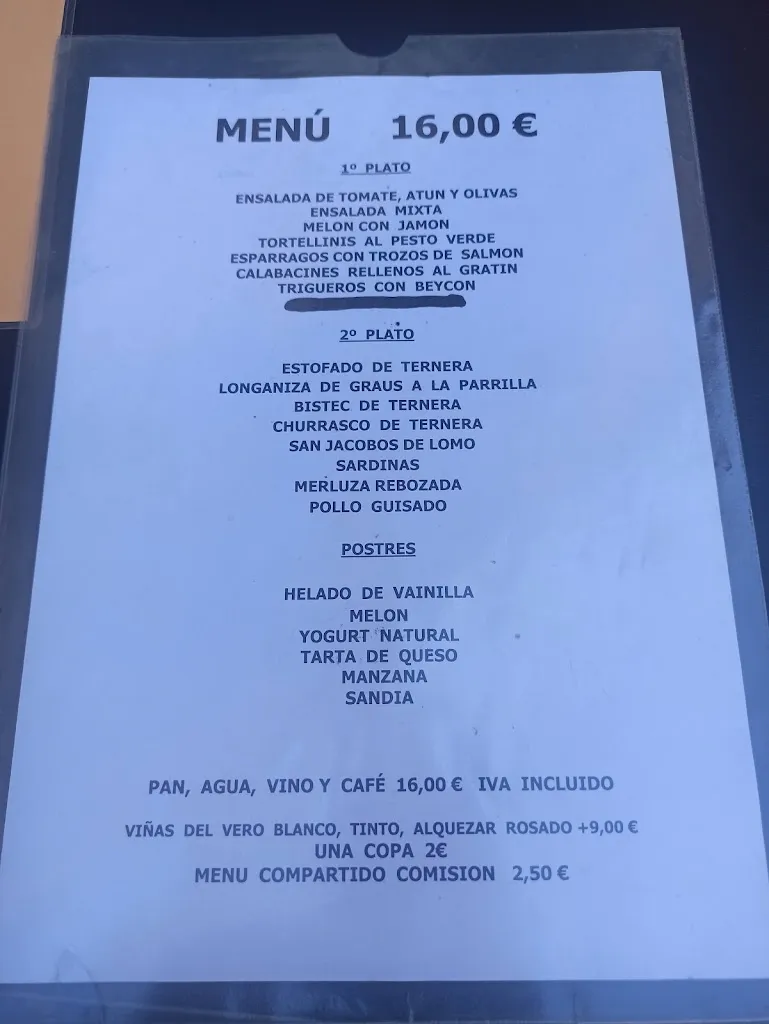 MENÚ 16,00 €
1º PLATO
ENSALADA DE TOMATE, ATUN Y OLIVAS
ENSALADA MIXTA
MELON CON JAMON
TORTELLINIS AL PESTO VERDE
ESPARRAGOS CON TROZOS DE SALMON
CALABACINES RELLENOS AL GRATIN
TRIGUEROS CON BEYCON
2º PLATO
ESTOFADO DE TERNERA
LONGANIZA DE GRAUS A LA PARRILLA
BISTEC DE TERNERA
CHURRASCO DE TERNERA
SAN JACOBOS DE LOMO
SARDINAS
MERLUZA REBOZADA
POLLO GUISADO
POSTRES
HELADO DE VAINILLA
MELON
YOGURT NATURAL
TARTA DE QUESO
MANZANA
SANDIA
PAN, AGUA, VINO Y CAFÉ 16,00 € IVA INCLUIDO
VIÑAS DEL VERO BLANCO, TINTO, ALQUEZAR ROSADO +9,00 €
UNA COPA 2€
MENU COMPARTIDO COMISION 2,50 €